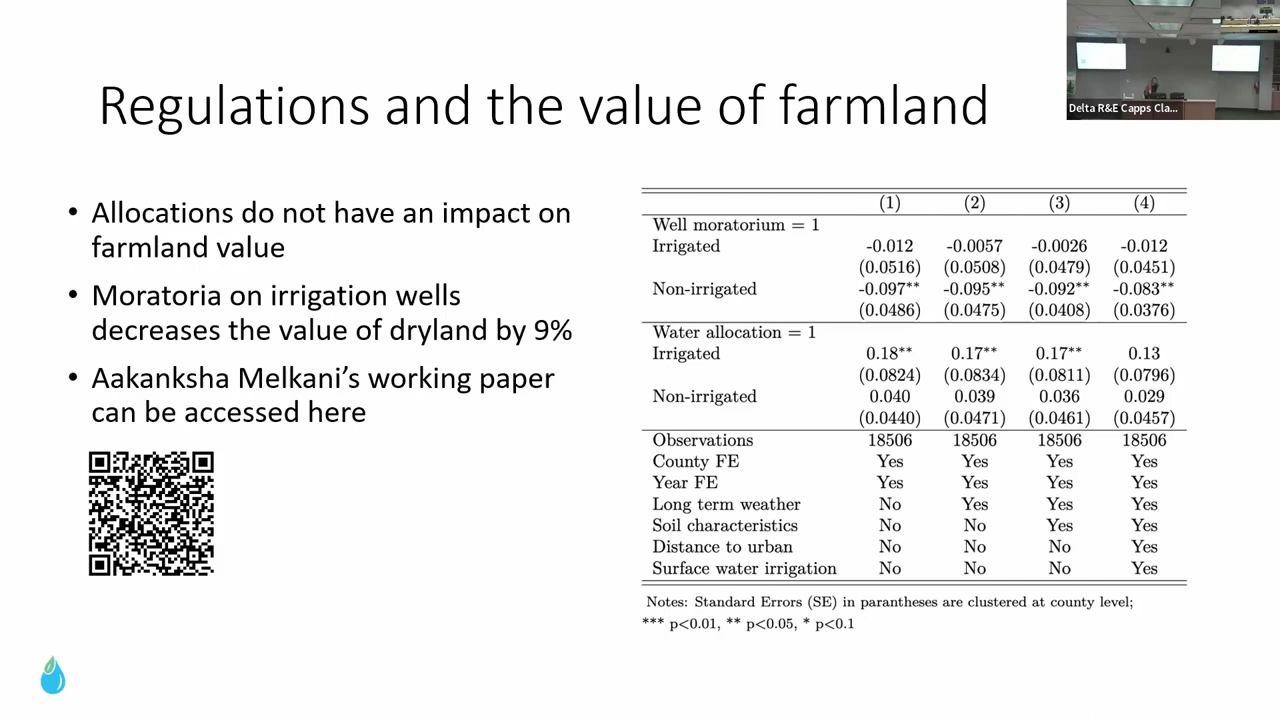 Regulations and the value of farmland
Delta R&E Capps Cla...
• Allocations do not have an impact on
farmland value
• Moratoria on irrigation wells
decreases the value of dryland by 9%
• Aakanksha Melkani’s working paper
can be accessed here
(1) (2) (3) (4)
Well moratorium = 1
Irrigated -0.012 -0.0057 -0.0026 -0.012
(0.0516) (0.0508) (0.0479) (0.0451)
Non-irrigated -0.097** -0.095** -0.092** -0.083**
(0.0486) (0.0475) (0.0408) (0.0376)
Water allocation = 1
Irrigated 0.18** 0.17** 0.17** 0.13
(0.0824) (0.0834) (0.0811) (0.0796)
Non-irrigated 0.040 0.039 0.036 0.029
(0.0440) (0.0471) (0.0461) (0.0457)
Observations 18506 18506 18506 18506
County FE Yes Yes Yes Yes
Year FE Yes Yes Yes Yes
Long term weather No Yes Yes Yes
Soil characteristics No No Yes Yes
Distance to urban No No No Yes
Surface water irrigation No No No Yes
Notes: Standard Errors (SE) in parantheses are clustered at county level;
*** p<0.01, ** p<0.05, * p<0.1